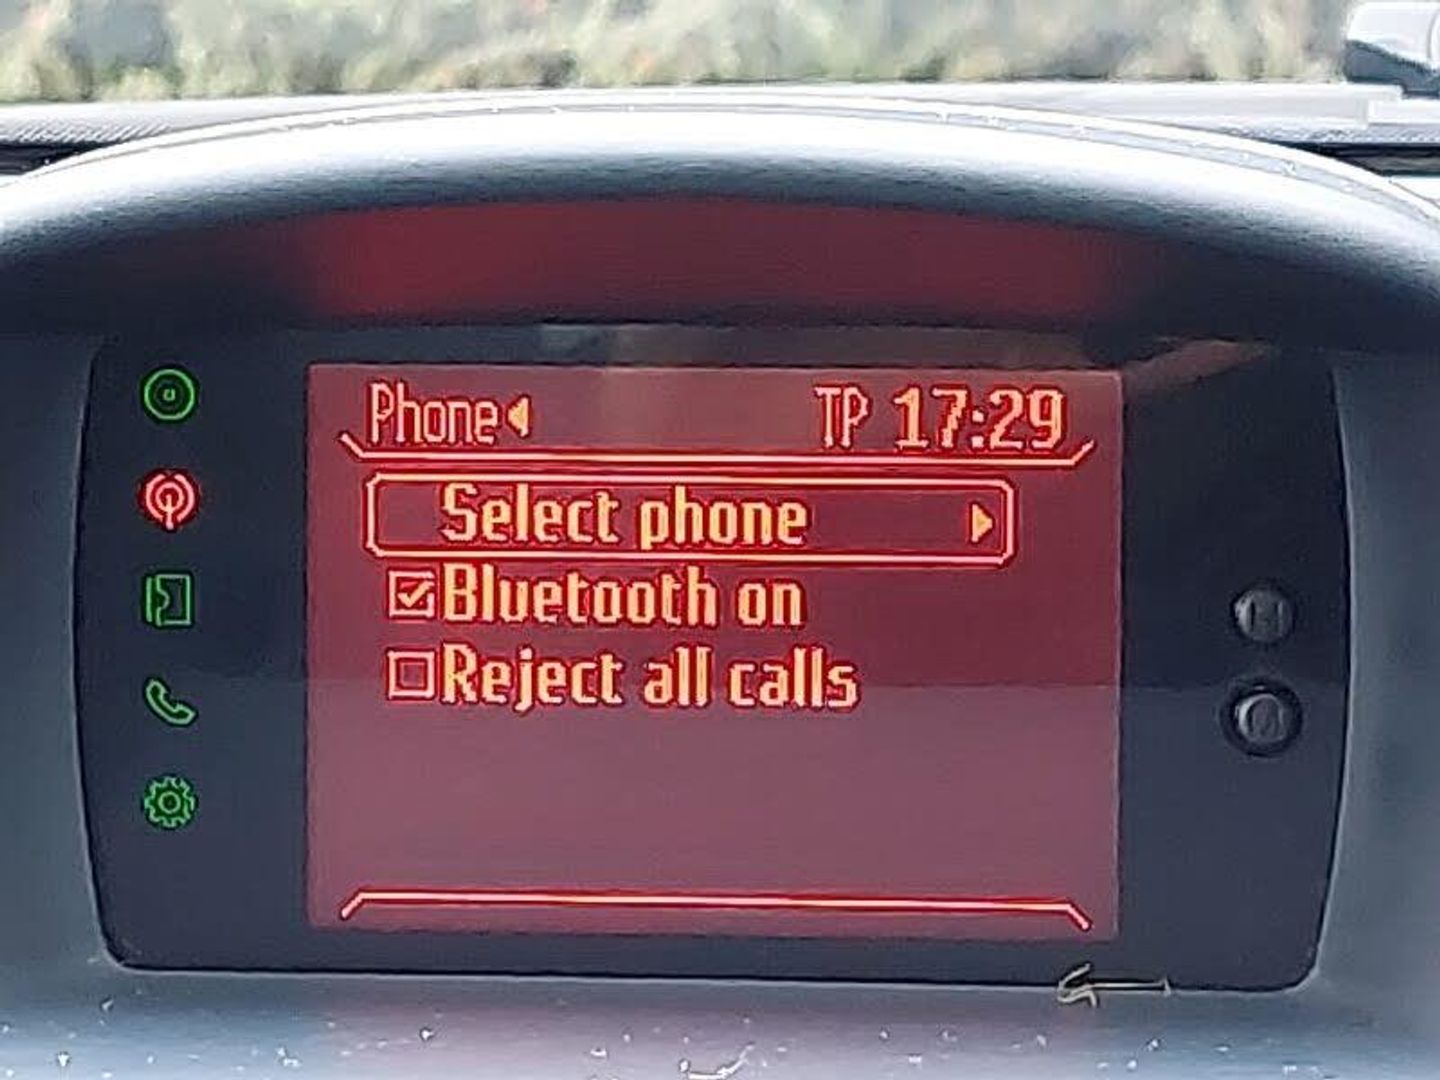 Phone
TP 17:29
Select phone
Bluetooth on
Reject all calls
H
M